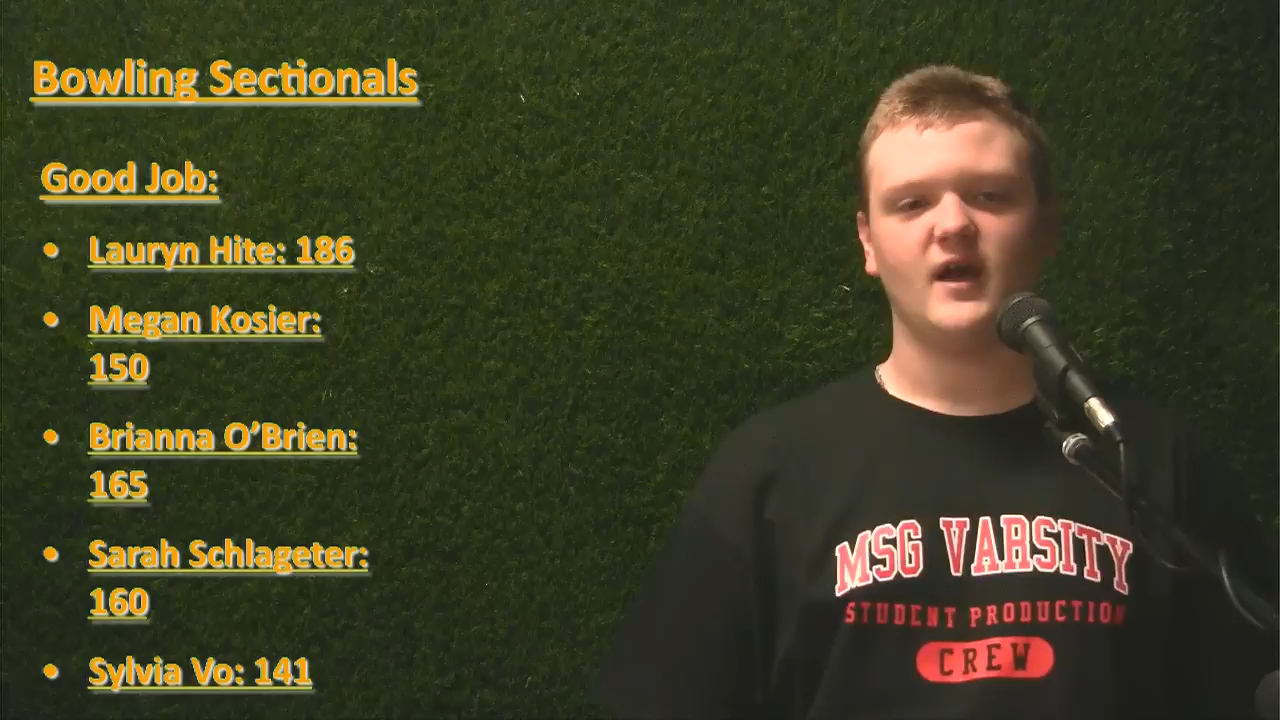 Bowling Sectionals
Good Job:
• Lauryn Hite: 186
• Megan Kosier:
150
• Brianna O’Brien:
165
• Sarah Schlageter:
160
• Sylvia Vo: 141
MSG VARSITY
STUDENT PRODUCTION
CREW